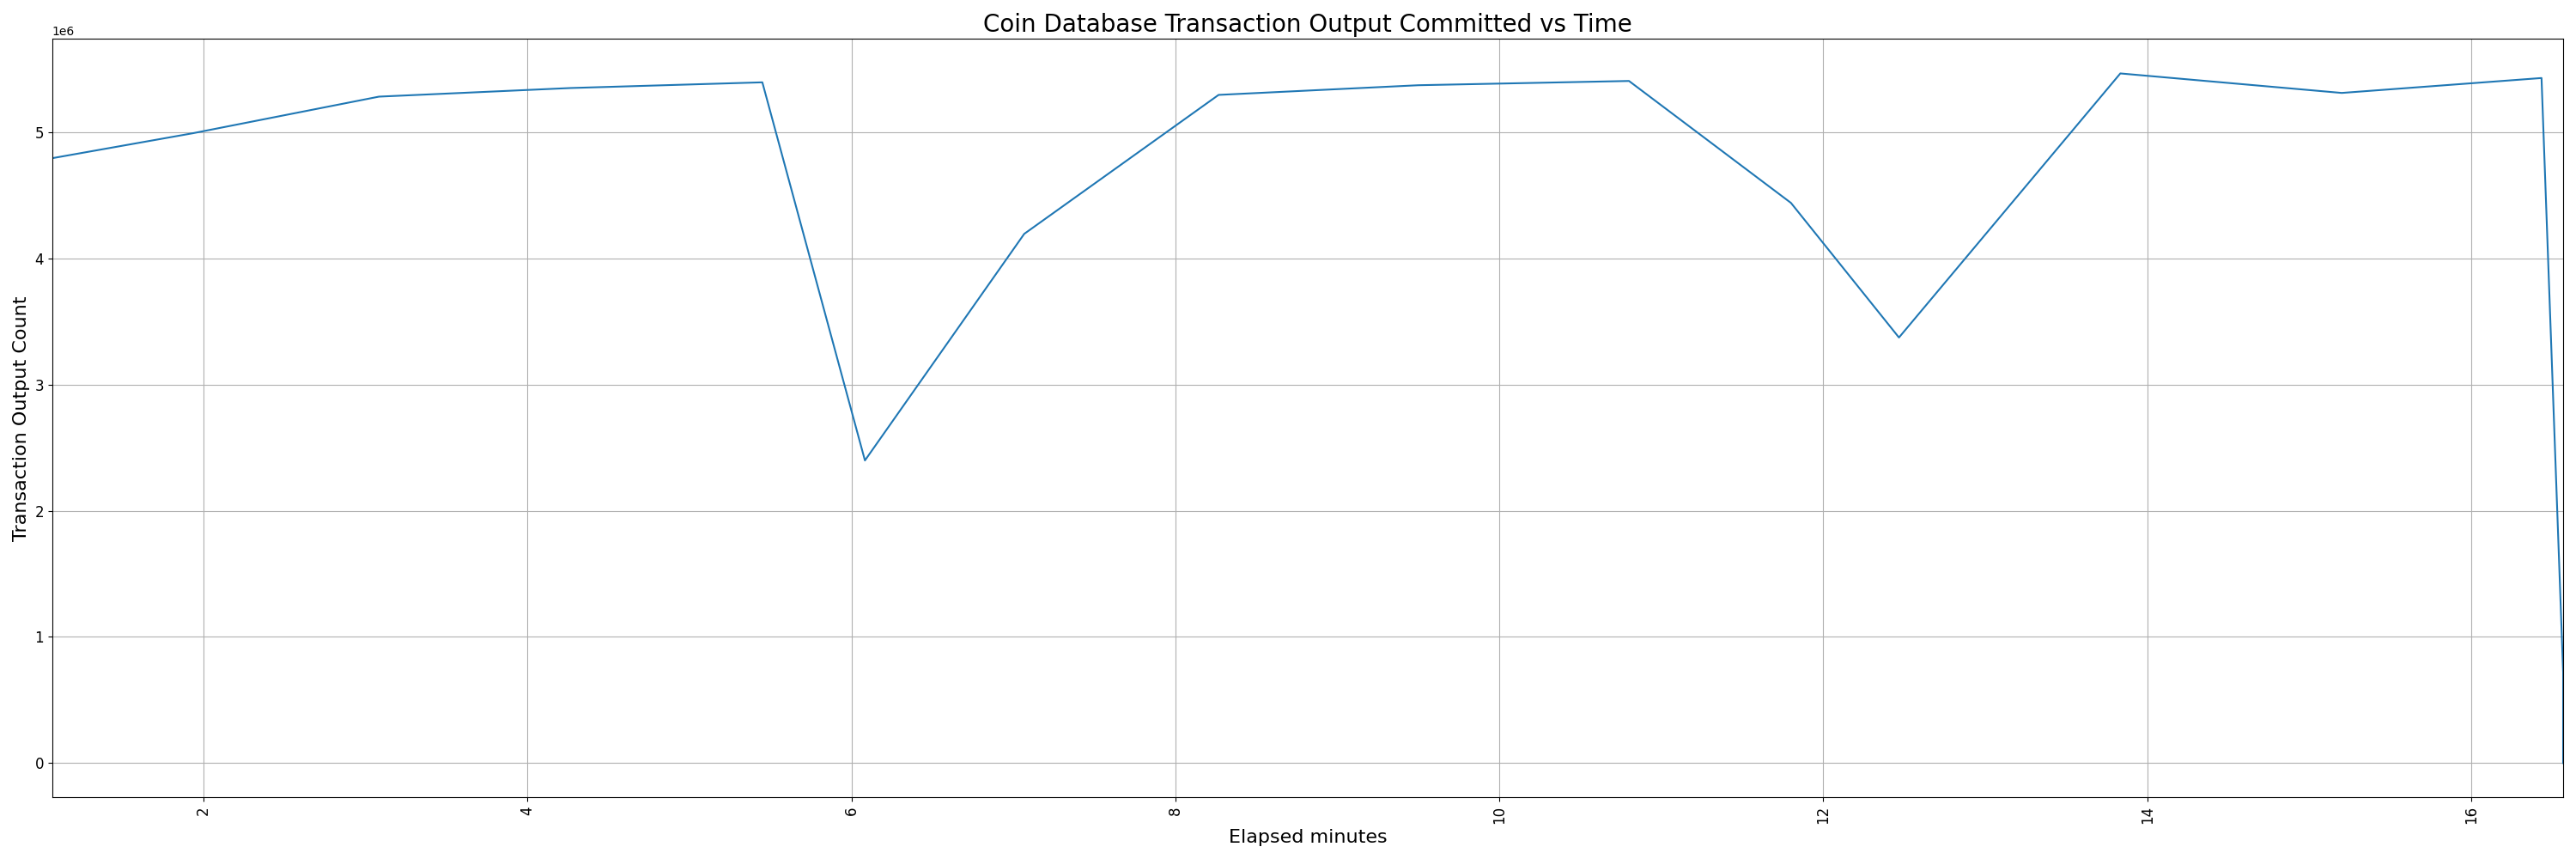 Coin Database Transaction Output Committed vs Time
1e6
5
4
3
2
1
0
Transaction Output Count
2 4 6 8 10 12 14 16
Elapsed minutes